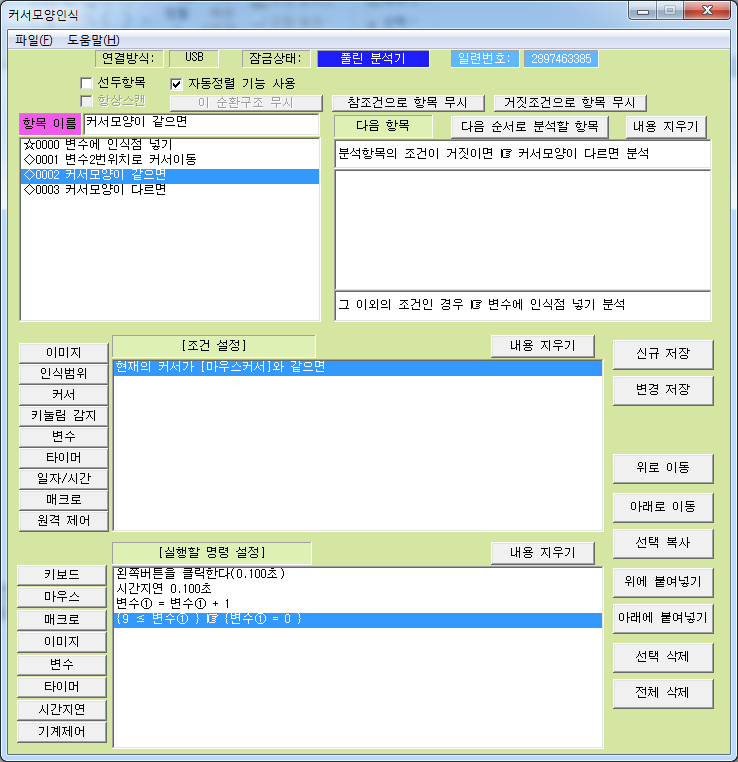 커서모양인식
파일(F) 도움말(H)
연결방식: USB 잠금상태: 풀린 분석기 일련번호: 2897463385
선두항목 자동정렬 기능 사용
항상스캔 이 순환구조 무시 참조건으로 항목 무시 거짓조건으로 항목 무시
항목 이름 커서모양이 같으면 다음 항목 다음 순서로 분석할 항목 내용 지우기
☆0000 변수에 인식점 넣기
◇0001 변수2번위치로 커서이동
◇0002 커서모양이 같으면
◇0003 커서모양이 다르면
분석항목의 조건이 거짓이면 ☞ 커서모양이 다르면 분석
그 이외의 조건인 경우 ☞ 변수에 인식점 넣기 분석
[조건 설정] 내용 지우기
이미지
인식범위
커서
키눌림 감지
변수
타이머
일자/시간
매크로
원격 제어
현재의 커서가 [마우스커서]와 같으면
신규 저장
변경 저장
위로 이동
아래로 이동
선택 복사
위에 붙여넣기
아래에 붙여넣기
선택 삭제
전체 삭제
[실행할 명령 설정] 내용 지우기
키보드
마우스
매크로
이미지
변수
타이머
시간지연
기계제어
왼쪽버튼을 클릭한다(0.100초)
시간지연 0.100초
변수① = 변수① + 1
{9 ≤ 변수① } ☞ {변수① = 0 }